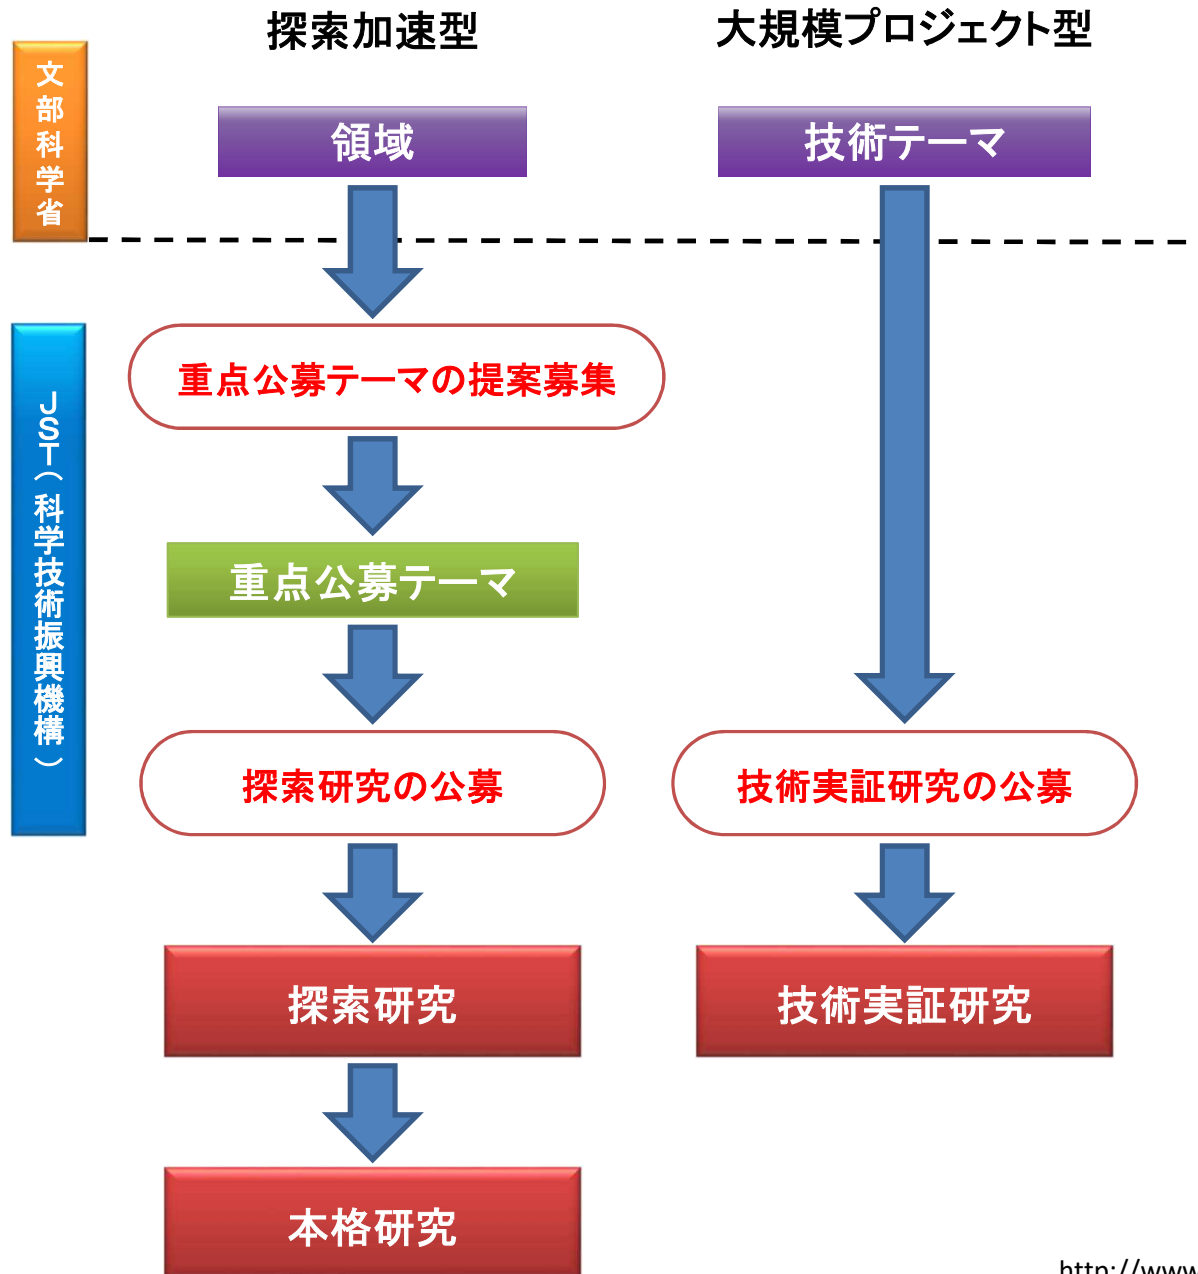 探索加速型
大規模プロジェクト型
文部科学省
領域
技術テーマ
重点公募テーマの提案募集
JST(科学技術振興機構)
重点公募テーマ
探索研究の公募
技術実証研究の公募
探索研究
技術実証研究
本格研究
http://www